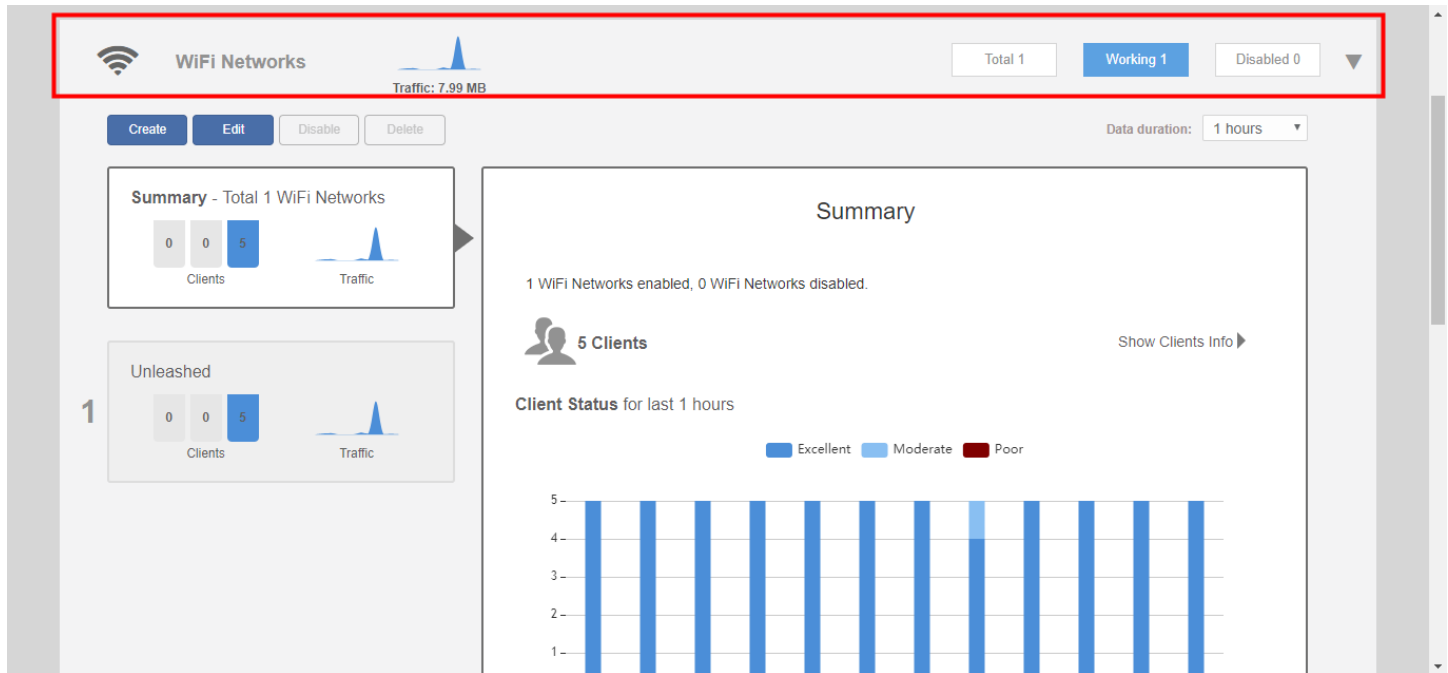 WiFi Networks
Traffic: 7.99 MB
Total 1
Working 1
Disabled 0
Create
Edit
Disable
Delete
Data duration:
1 hours
Summary - Total 1 WiFi Networks
0 0 5
Clients
Traffic
1
Unleashed
0 0 5
Clients
Traffic
Summary
1 WiFi Networks enabled, 0 WiFi Networks disabled.
5 Clients
Show Clients Info
Client Status for last 1 hours
Excellent
Moderate
Poor
5
4
3
2
1